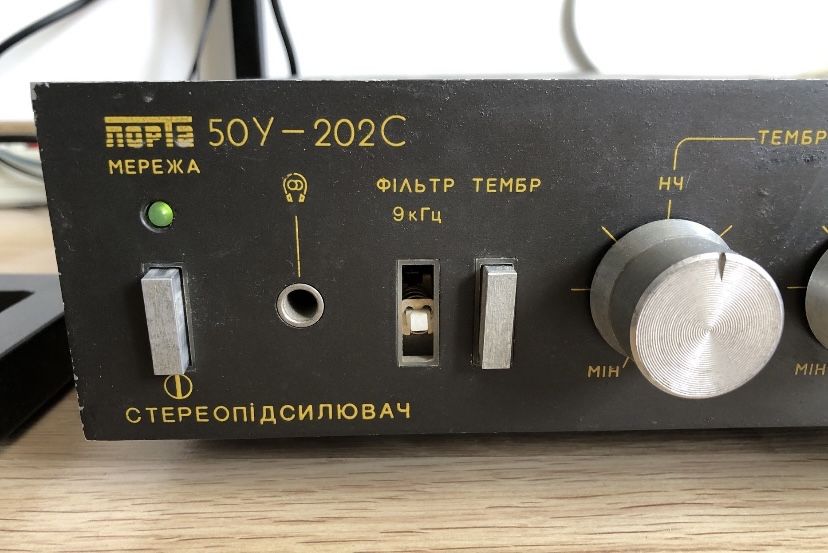 порта 50У-202С
МЕРЕЖА
ФІЛЬТР ТЕМБР
9кГц
ТЕМБР
НЧ
МІН
МІН
СТЕРЕОПІДСИЛЮВАЧ